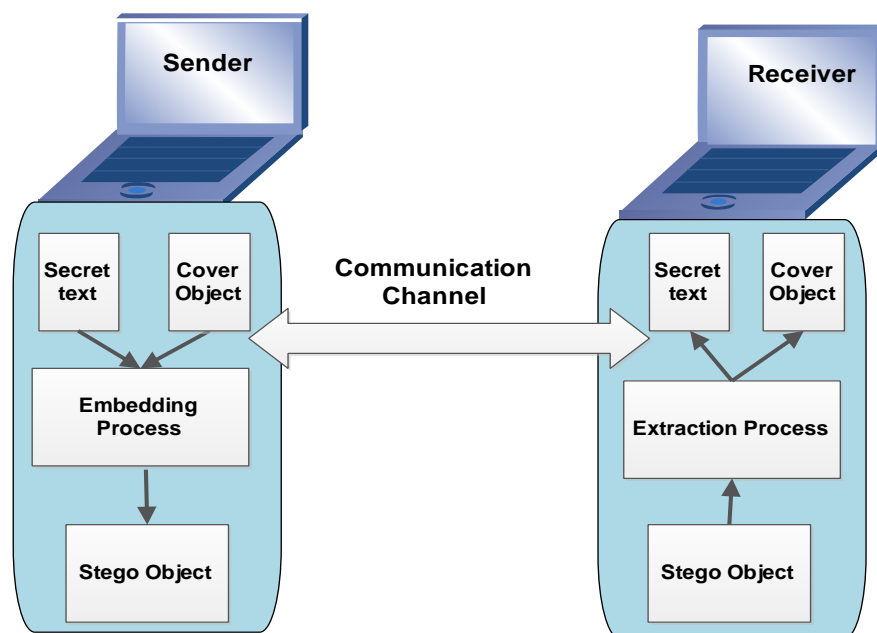 Sender
Receiver
Communication
Channel
Secret
text
Cover
Object
Embedding
Process
Stego Object
Secret
text
Cover
Object
Extraction Process
Stego Object